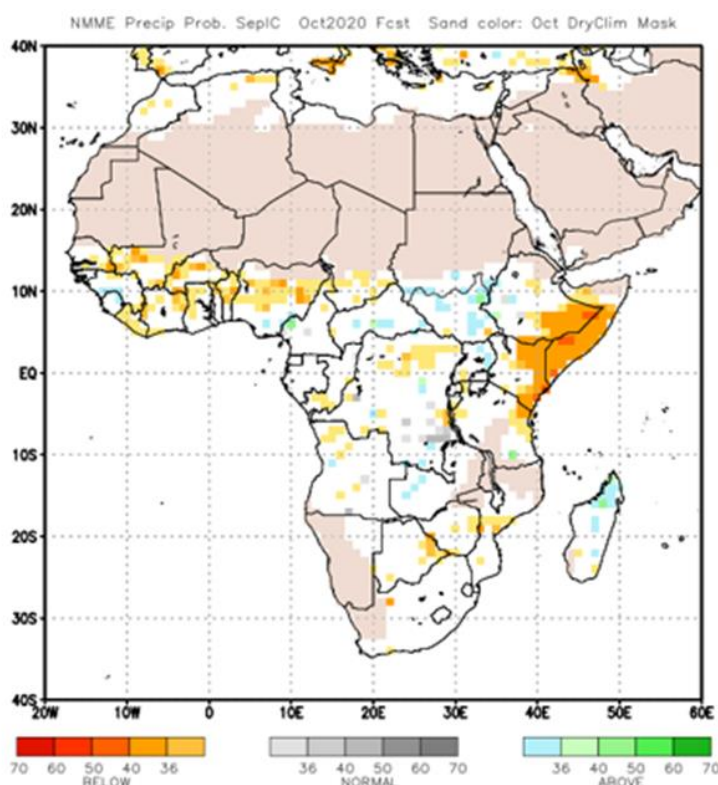 NMME Precip Prob. SepIC Oct2020 Fcst Sand color: Oct DryClim Mask
40N
30N
20N
10N
EQ
10S
20S
30S
40S
20W 10W 0 10E 20E 30E 40E 50E 60E
70 60 50 40 36 36 40 50 60 70 36 40 50 60 70
BELOW NORMAL ABOVE